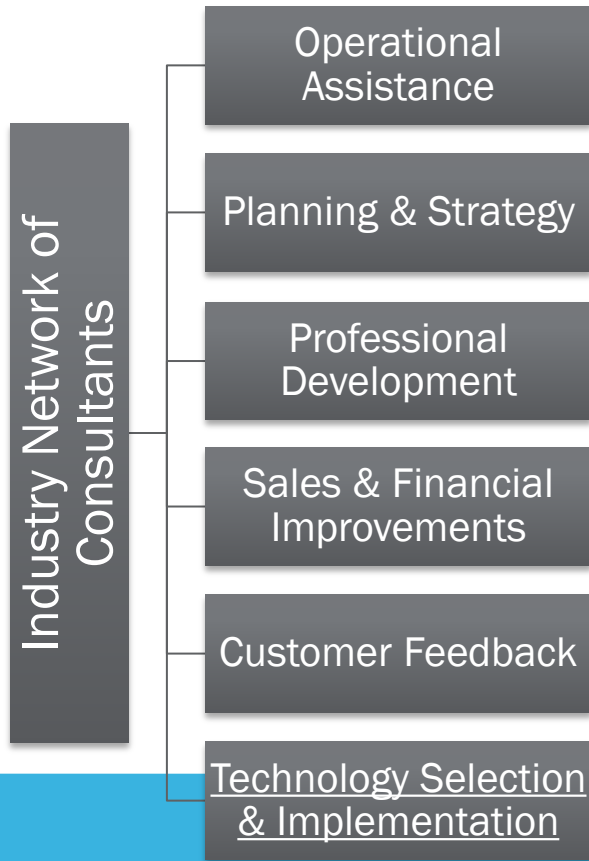 Industry Network of
Consultants
Operational
Assistance
Planning & Strategy
Professional
Development
Sales & Financial
Improvements
Customer Feedback
Technology Selection
& Implementation